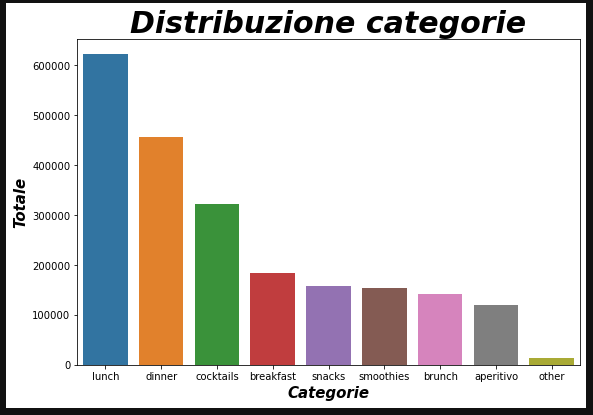 Distribuzione categorie
Totale
600000
500000
400000
300000
200000
100000
0
lunch dinner cocktails breakfast snacks smoothies brunch aperitivo other
Categorie